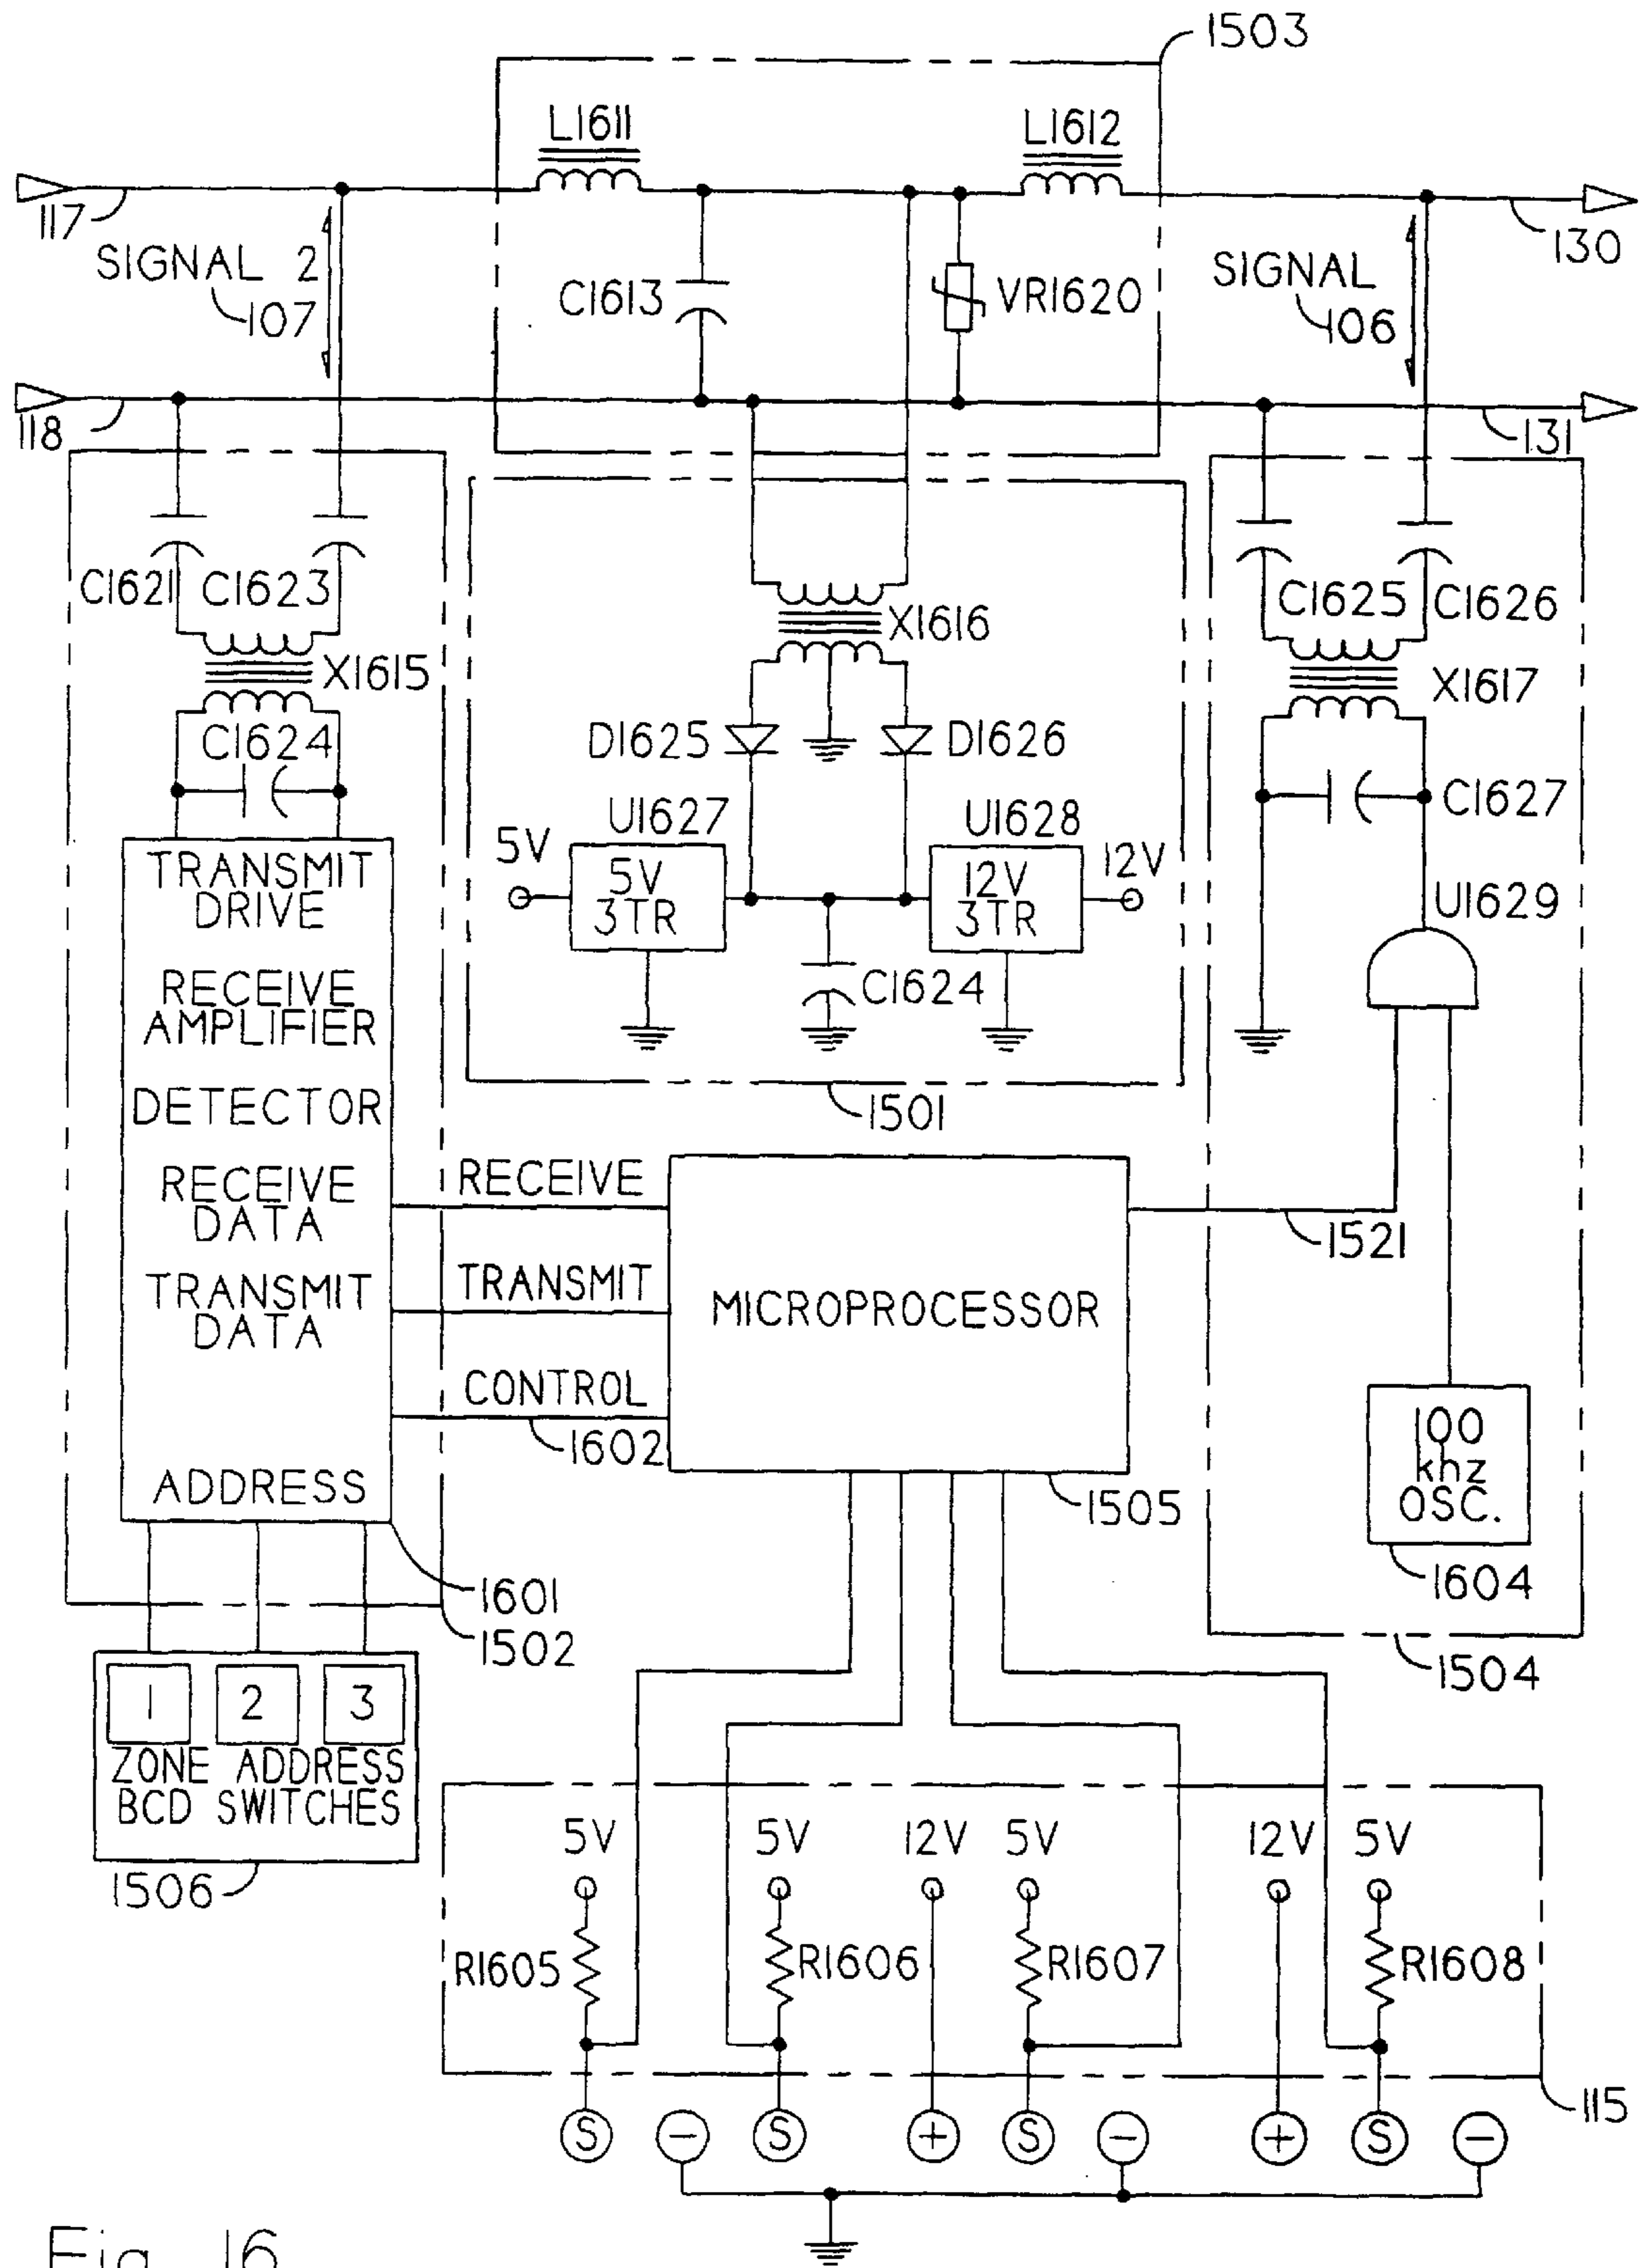 1503
L1611
L1612
117
130
SIGNAL 2
107
C1613
VR1620
SIGNAL
106
118
131
C1621
C1623
X1615
C1624
X1616
C1625
C1626
X1617
D1625
D1626
C1627
U1627
U1628
5V
5V
3TR
12V
3TR
12V
U1629
C1624
TRANSMIT
DRIVE
RECEIVE
AMPLIFIER
DETECTOR
RECEIVE
DATA
TRANSMIT
DATA
ADDRESS
1501
RECEIVE
TRANSMIT
CONTROL
1602
MICROPROCESSOR
1505
1521
100
khz
OSC.
1604
1601
1502
1504
1
2
3
ZONE ADDRESS
BCD SWITCHES
1506
5V
5V
12V
5V
12V
5V
R1605
R1606
R1607
R1608
115
S
−
S
+
S
−
+
S
−
Fig. 16